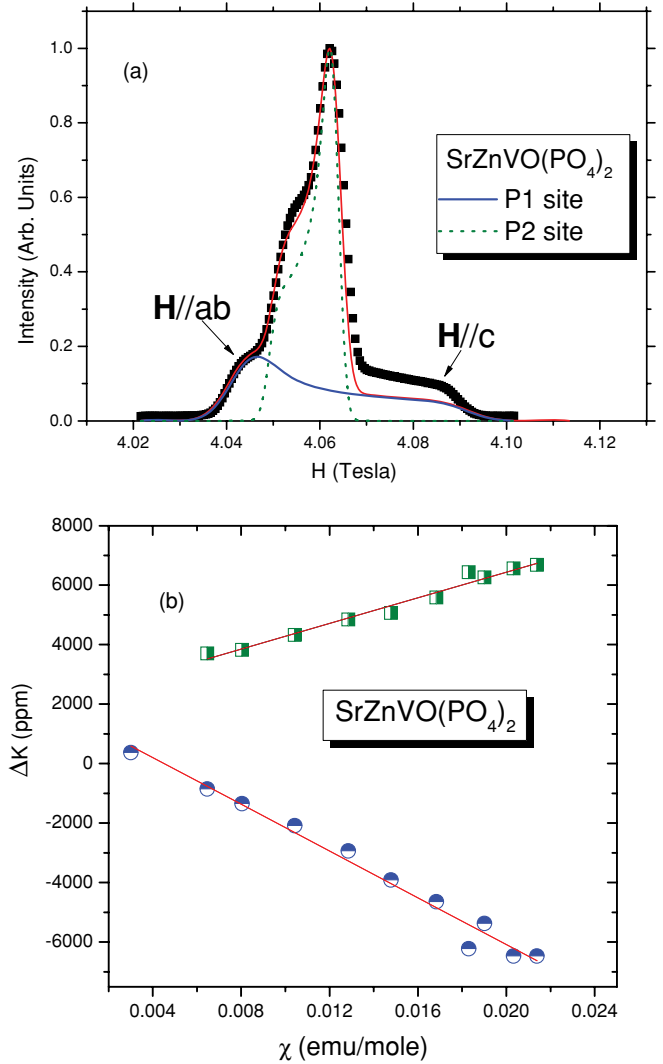 (a)
1.0
0.8
0.6
0.4
0.2
0.0
Intensity (Arb. Units)
SrZnVO(PO₄)₂
P1 site
P2 site
H//ab
H//c
4.02 4.04 4.06 4.08 4.10 4.12
H (Tesla)
(b)
8000
6000
4000
2000
0
-2000
-4000
-6000
ΔK (ppm)
SrZnVO(PO₄)₂
0.004 0.008 0.012 0.016 0.020 0.024
χ (emu/mole)